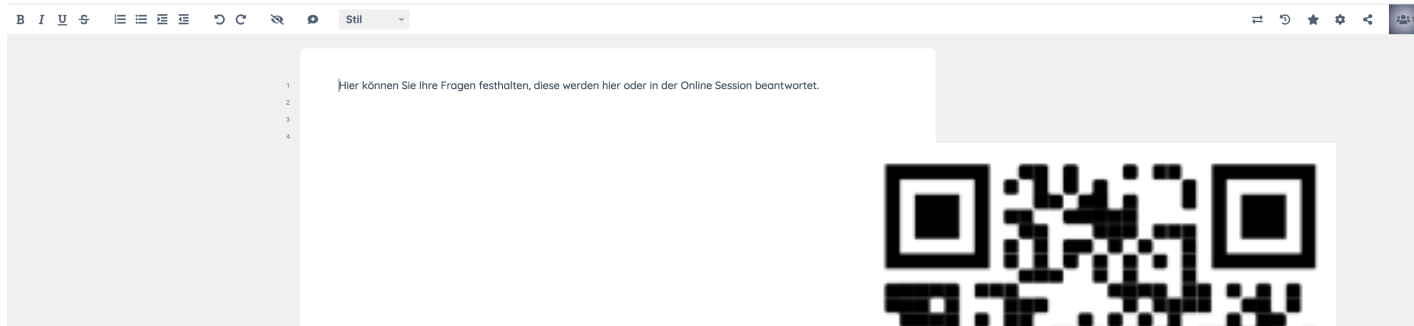 B I U S
Stil
1 Hier können Sie Ihre Fragen festhalten, diese werden hier oder in der Online Session beantwortet.
2
3
4